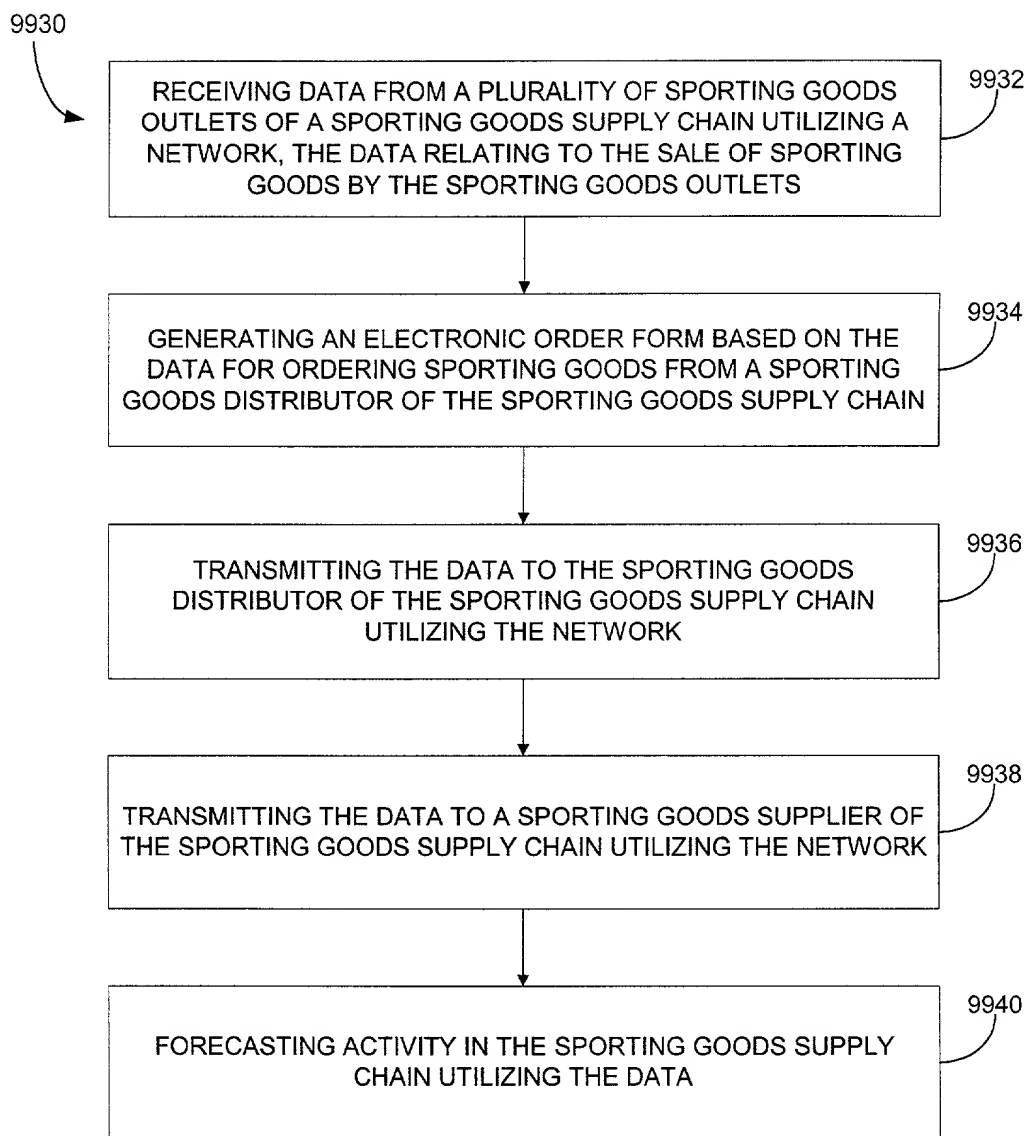 9930
9932
RECEIVING DATA FROM A PLURALITY OF SPORTING GOODS
OUTLETS OF A SPORTING GOODS SUPPLY CHAIN UTILIZING A
NETWORK, THE DATA RELATING TO THE SALE OF SPORTING
GOODS BY THE SPORTING GOODS OUTLETS
9934
GENERATING AN ELECTRONIC ORDER FORM BASED ON THE
DATA FOR ORDERING SPORTING GOODS FROM A SPORTING
GOODS DISTRIBUTOR OF THE SPORTING GOODS SUPPLY CHAIN
9936
TRANSMITTING THE DATA TO THE SPORTING GOODS
DISTRIBUTOR OF THE SPORTING GOODS SUPPLY CHAIN
UTILIZING THE NETWORK
9938
TRANSMITTING THE DATA TO A SPORTING GOODS SUPPLIER OF
THE SPORTING GOODS SUPPLY CHAIN UTILIZING THE NETWORK
9940
FORECASTING ACTIVITY IN THE SPORTING GOODS SUPPLY
CHAIN UTILIZING THE DATA